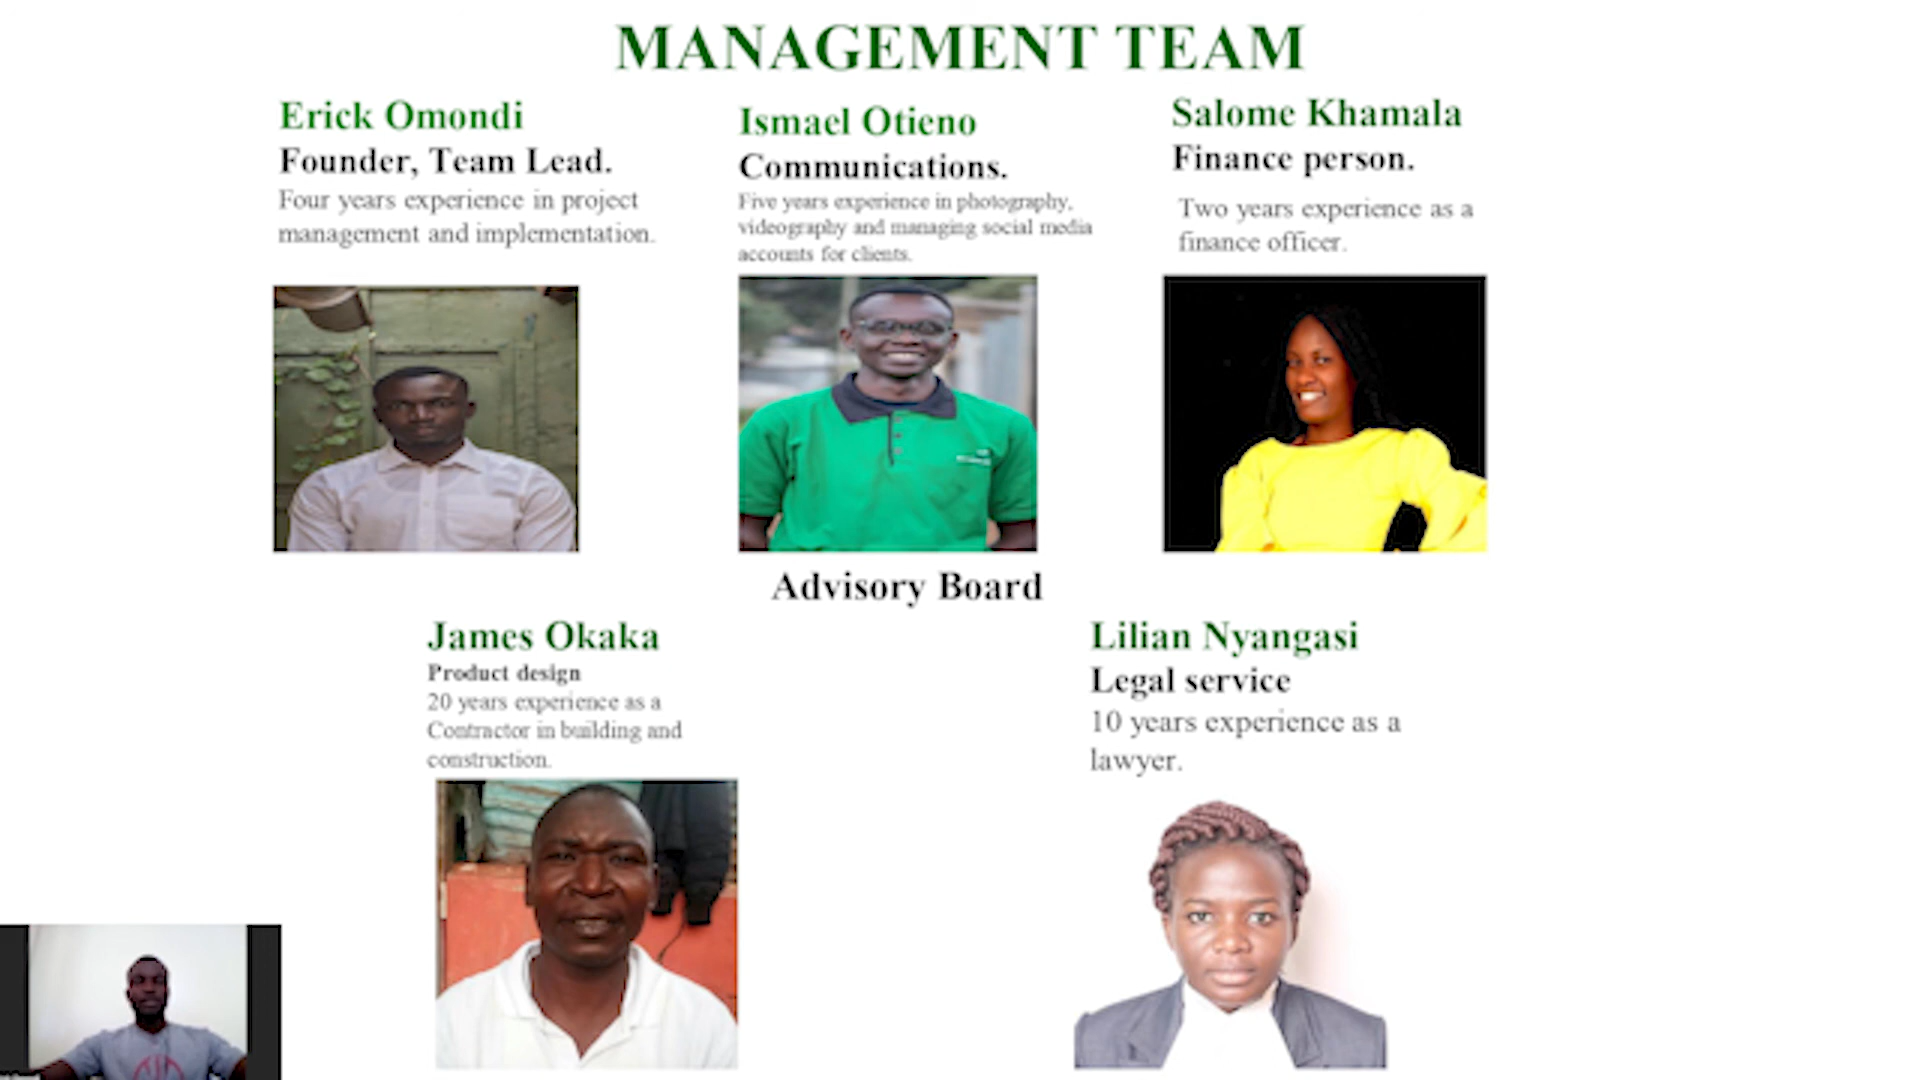 MANAGEMENT TEAM
Erick Omondi
Founder, Team Lead.
Four years experience in project
management and implementation.
Ismael Otieno
Communications.
Five years experience in photography,
videography and managing social media
accounts for clients.
Salome Khamala
Finance person.
Two years experience as a
finance officer.
Advisory Board
James Okaka
Product design
20 years experience as a
Contractor in building and
construction.
Lilian Nyangasi
Legal service
10 years experience as a
lawyer.